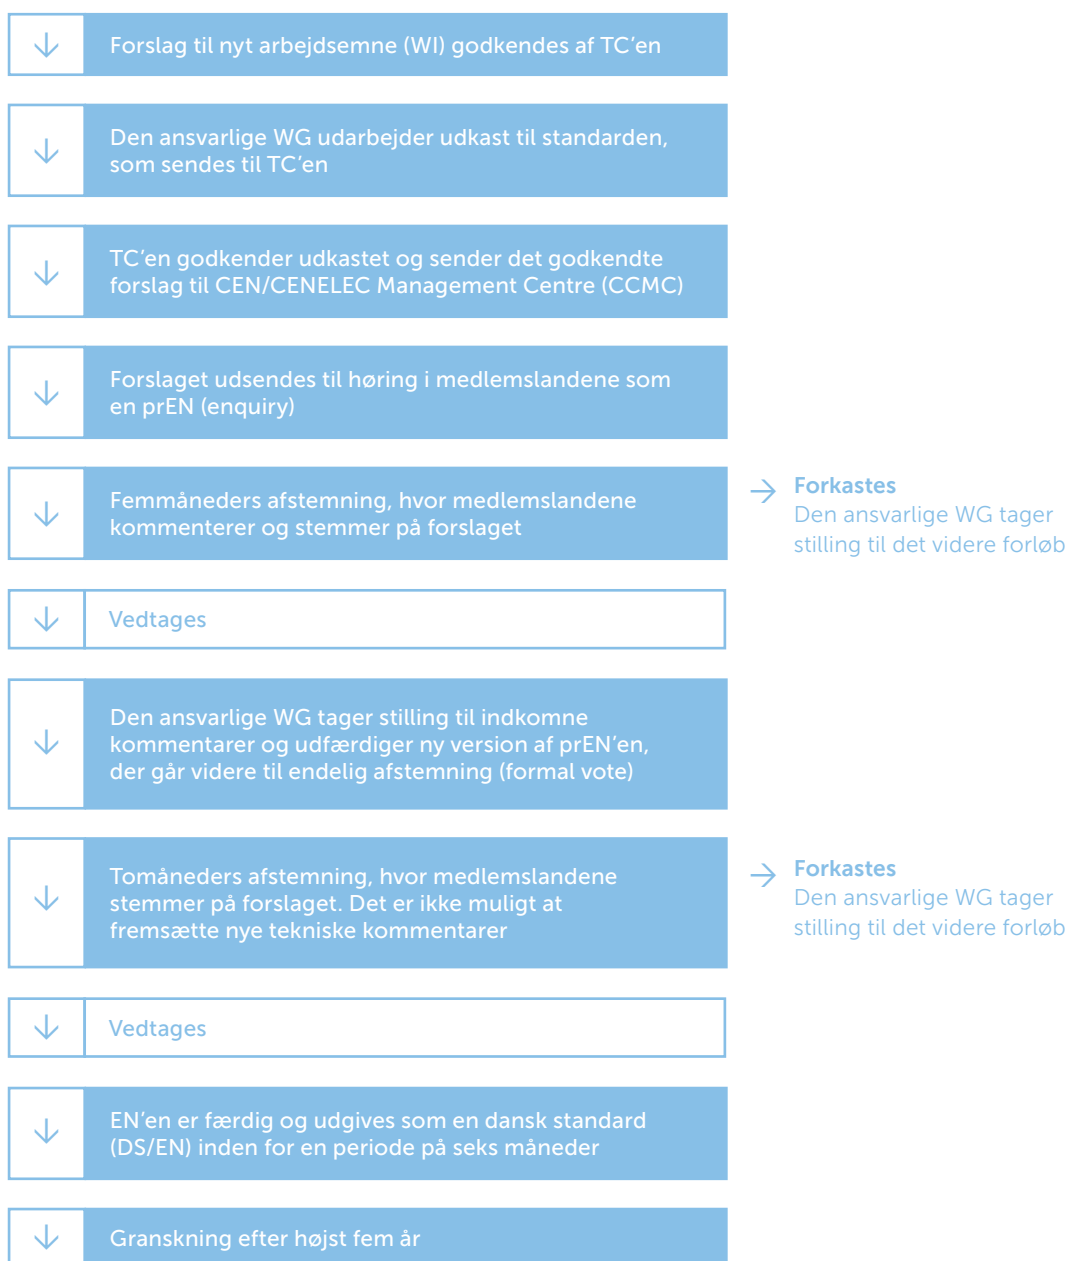 Forslag til nyt arbejdsemne (WI) godkendes af TC’en
Den ansvarlige WG udarbejder udkast til standarden,
som sendes til TC’en
TC’en godkender udkastet og sender det godkendte
forslag til CEN/CENELEC Management Centre (CCMC)
Forslaget udsendes til høring i medlemslandene som
en prEN (enquiry)
Femmåneders afstemning, hvor medlemslandene
kommenterer og stemmer på forslaget
Forkastes
Den ansvarlige WG tager
stilling til det videre forløb
Vedtages
Den ansvarlige WG tager stilling til indkomne
kommentarer og udfærdiger ny version af prEN’en,
der går videre til endelig afstemning (formal vote)
Tomåneders afstemning, hvor medlemslandene
stemmer på forslaget. Det er ikke muligt at
fremsætte nye tekniske kommentarer
Forkastes
Den ansvarlige WG tager
stilling til det videre forløb
Vedtages
EN’en er færdig og udgives som en dansk standard
(DS/EN) inden for en periode på seks måneder
Granskning efter højst fem år